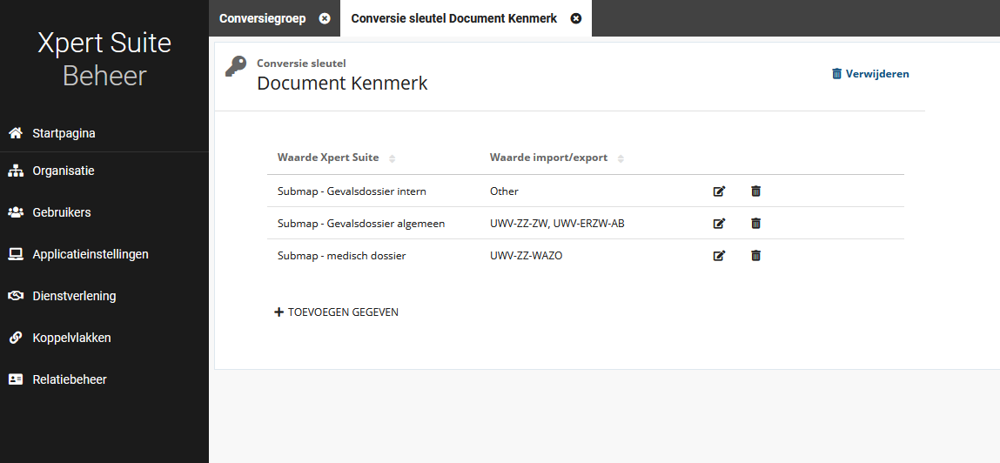 Xpert Suite
Beheer
Startpagina
Organisatie
Gebruikers
Applicatieinstellingen
Dienstverlening
Koppelvlakken
Relatiebeheer
Conversiegroep
Conversie sleutel Document Kenmerk
Conversie sleutel
Document Kenmerk
Verwijderen
Waarde Xpert Suite Waarde import/export
Submap - Gevalsdossier intern Other
Submap - Gevalsdossier algemeen UWV-ZZ-ZW, UWV-ERZW-AB
Submap - medisch dossier UWV-ZZ-WAZO
TOEVOEGEN GEGEVEN